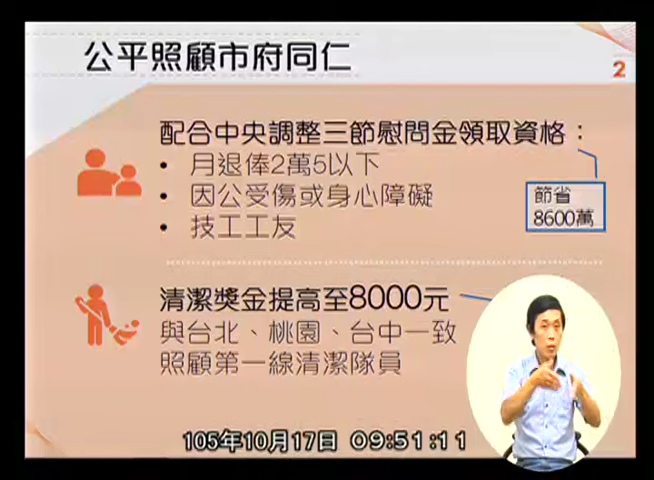 公平照顧市府同仁
2
配合中央調整三節慰問金領取資格：
• 月退俸2萬5以下
• 因公受傷或身心障礙
• 技工工友
節省
8600萬
清潔獎金提高至8000元
與台北、桃園、台中一致
照顧第一線清潔隊員
105年10月17日 09:51:11